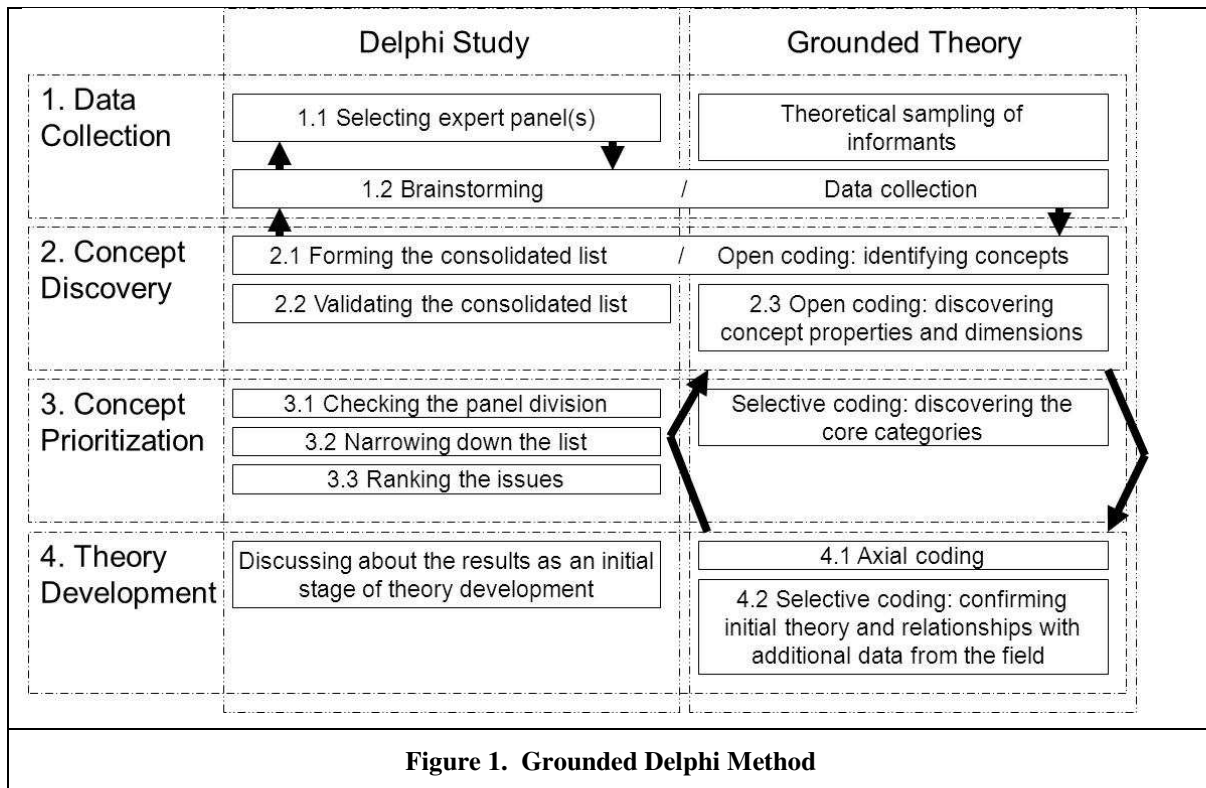 Delphi Study
Grounded Theory
1. Data
Collection
1.1 Selecting expert panel(s)
Theoretical sampling of
informants
1.2 Brainstorming / Data collection
2. Concept
Discovery
2.1 Forming the consolidated list / Open coding: identifying concepts
2.2 Validating the consolidated list
2.3 Open coding: discovering
concept properties and dimensions
3. Concept
Prioritization
3.1 Checking the panel division
3.2 Narrowing down the list
3.3 Ranking the issues
Selective coding: discovering the
core categories
4. Theory
Development
Discussing about the results as an initial
stage of theory development
4.1 Axial coding
4.2 Selective coding: confirming
initial theory and relationships with
additional data from the field
Figure 1. Grounded Delphi Method